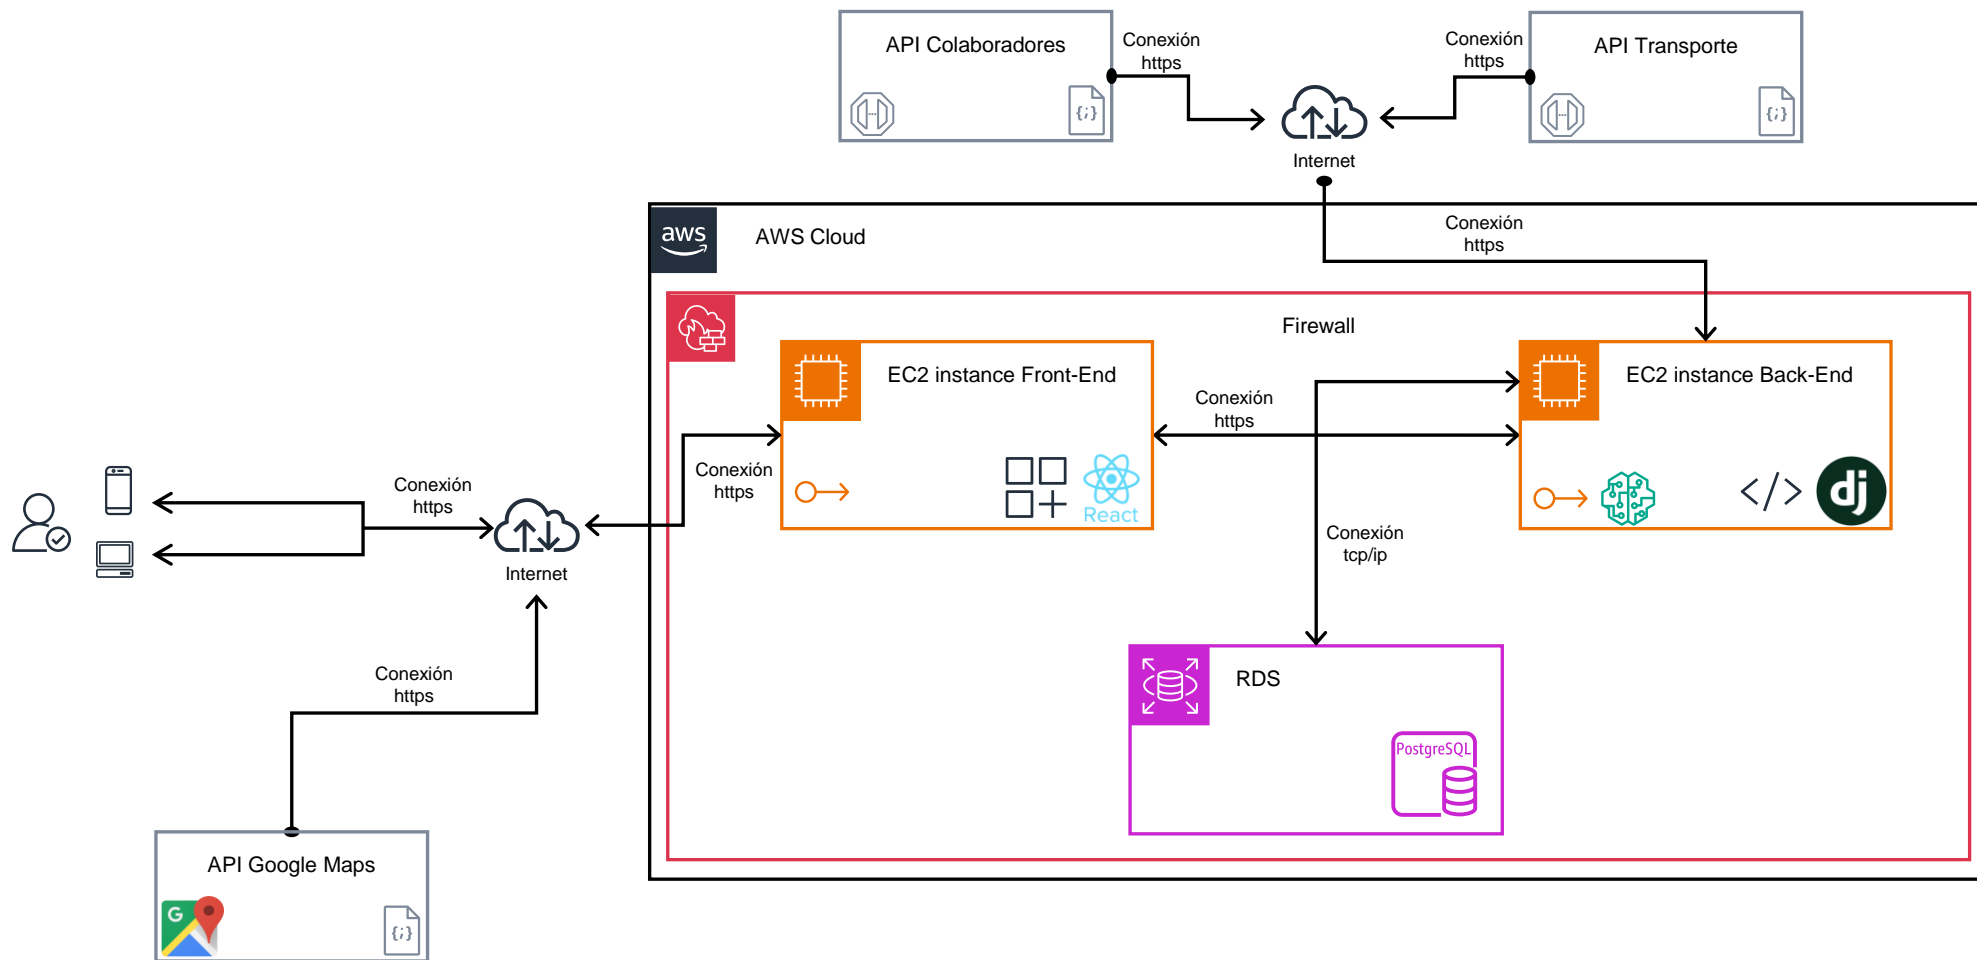 API Colaboradores
Conexión
https
Conexión
https
API Transporte
{;}
{;}
Internet
aws
AWS Cloud
Conexión
https
Firewall
EC2 instance Front-End
EC2 instance Back-End
Conexión
https
Conexión
https
React
</>
dj
Conexión
https
Internet
Conexión
tcp/ip
Conexión
https
RDS
PostgreSQL
API Google Maps
G
{;}